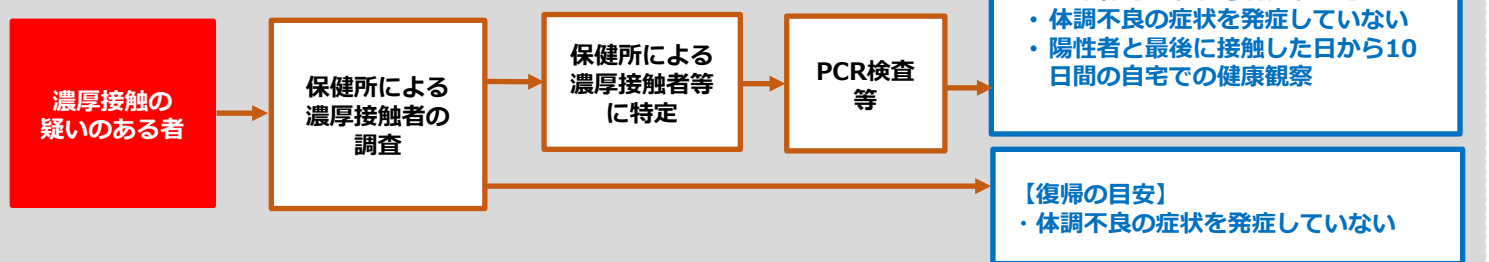 濃厚接触の
疑いのある者
保健所による
濃厚接触者の
調査
保健所による
濃厚接触者等
に特定
PCR検査
等
・体調不良の症状を発症していない
・陽性者と最後に接触した日から10
日間の自宅での健康観察
【復帰の目安】
・体調不良の症状を発症していない